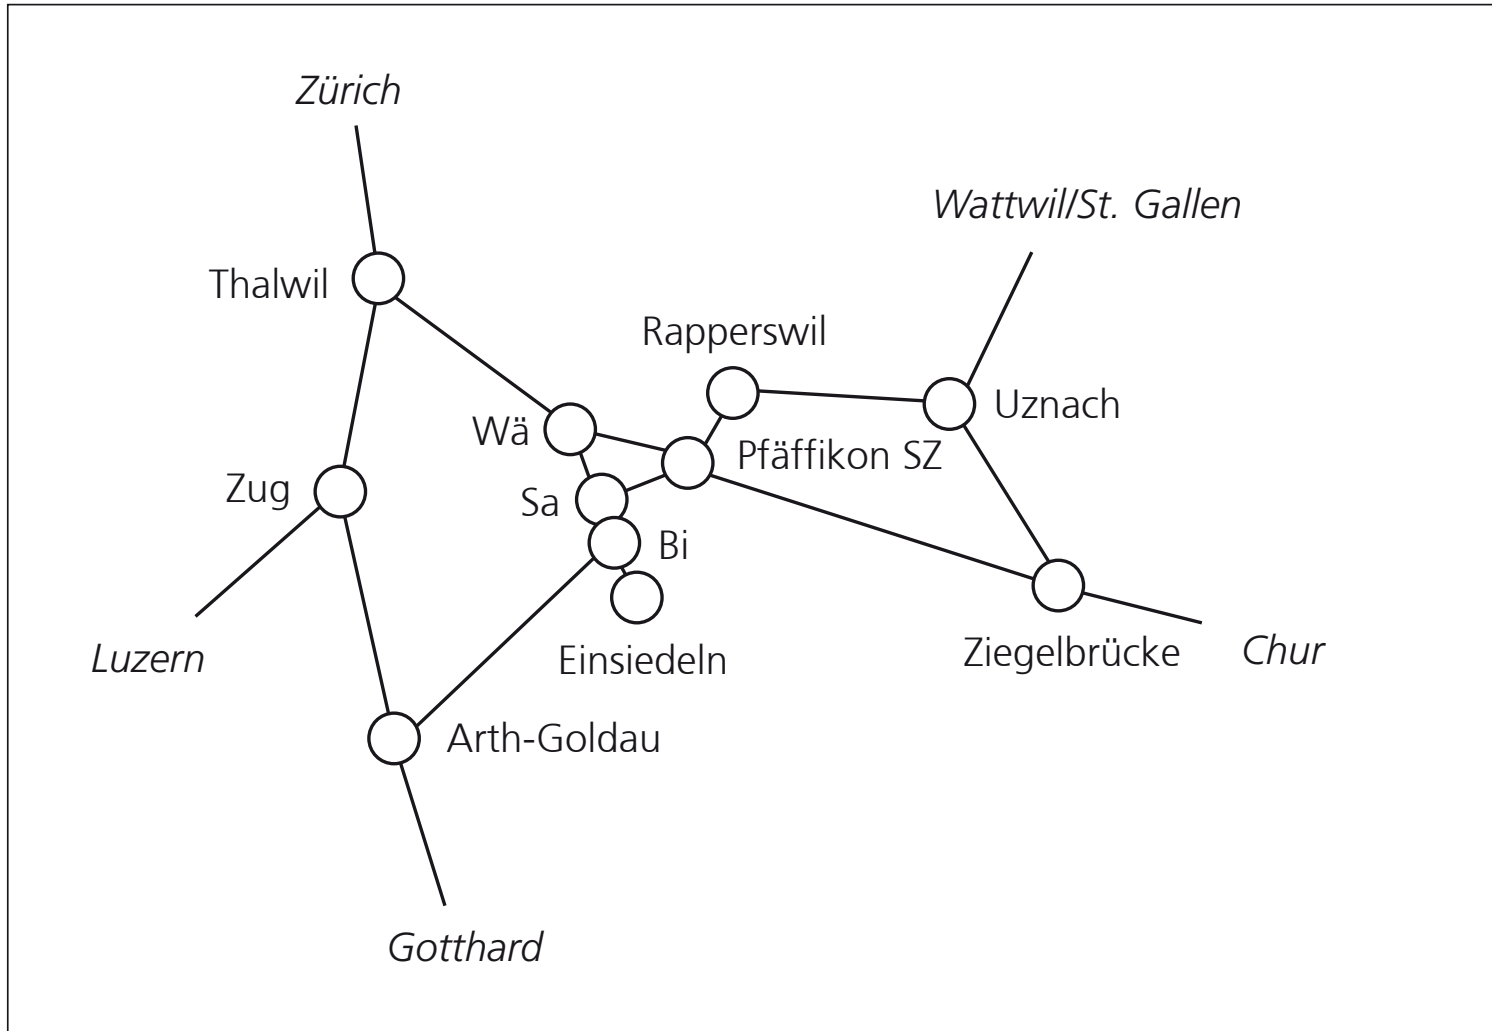 Zürich
Wattwil/St. Gallen
Thalwil
Rapperswil
Uznach
Wä
Pfäffikon SZ
Zug
Sa
Bi
Luzern
Einsiedeln
Ziegelbrücke
Chur
Arth-Goldau
Gotthard